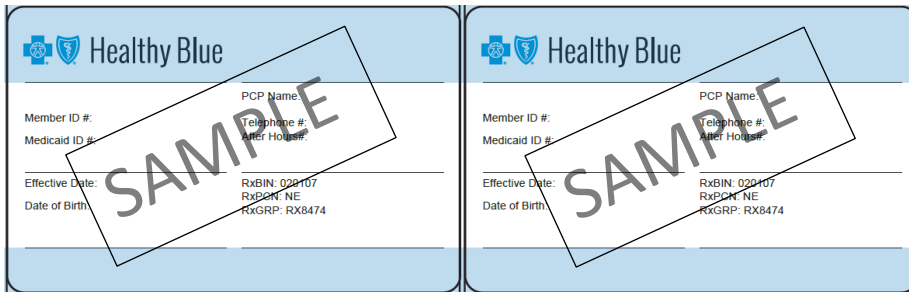 Healthy Blue
PCP Name:
Member ID #:
Telephone #:
Medicaid ID #:
After Hours#:
SAMPLE
Effective Date:
RxBIN: 020107
Date of Birth:
RxPCN: NE
RxGRP: RX8474
Healthy Blue
PCP Name:
Member ID #:
Telephone #:
Medicaid ID #:
After Hours#:
SAMPLE
Effective Date:
RxBIN: 020107
Date of Birth:
RxPCN: NE
RxGRP: RX8474